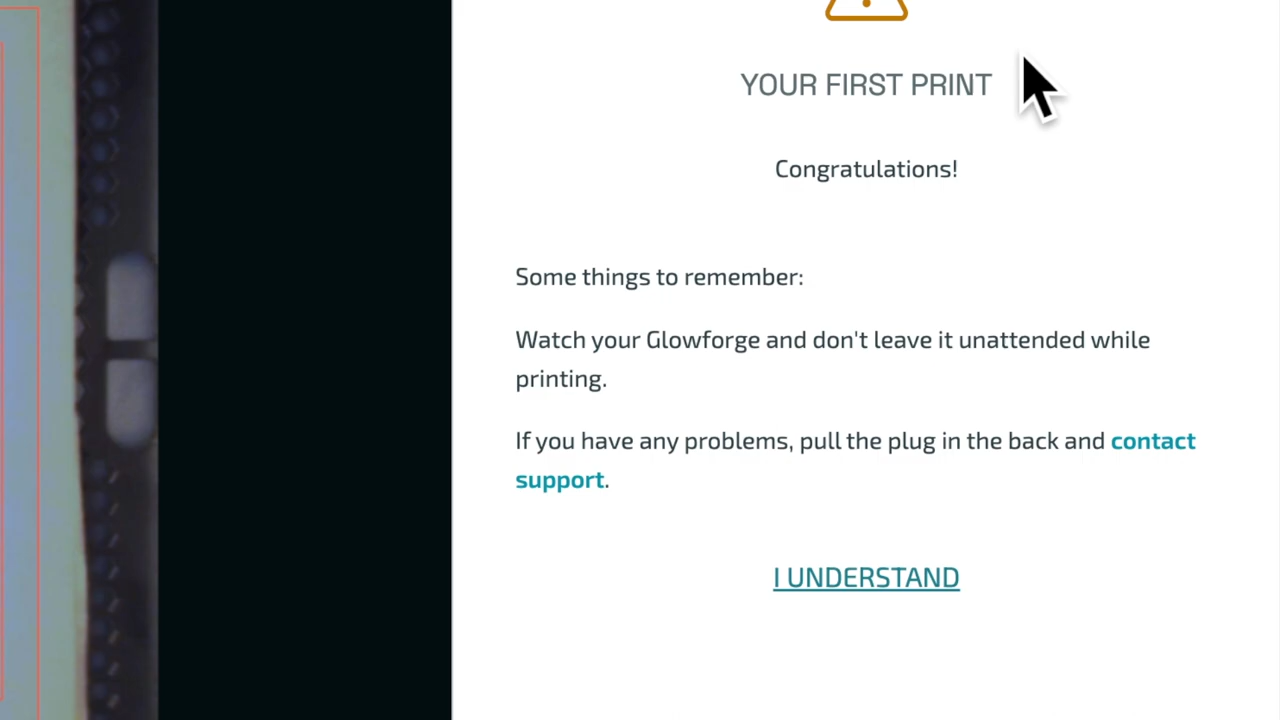 YOUR FIRST PRINT
Congratulations!
Some things to remember:
Watch your Glowforge and don't leave it unattended while
printing.
If you have any problems, pull the plug in the back and contact
support.
I UNDERSTAND